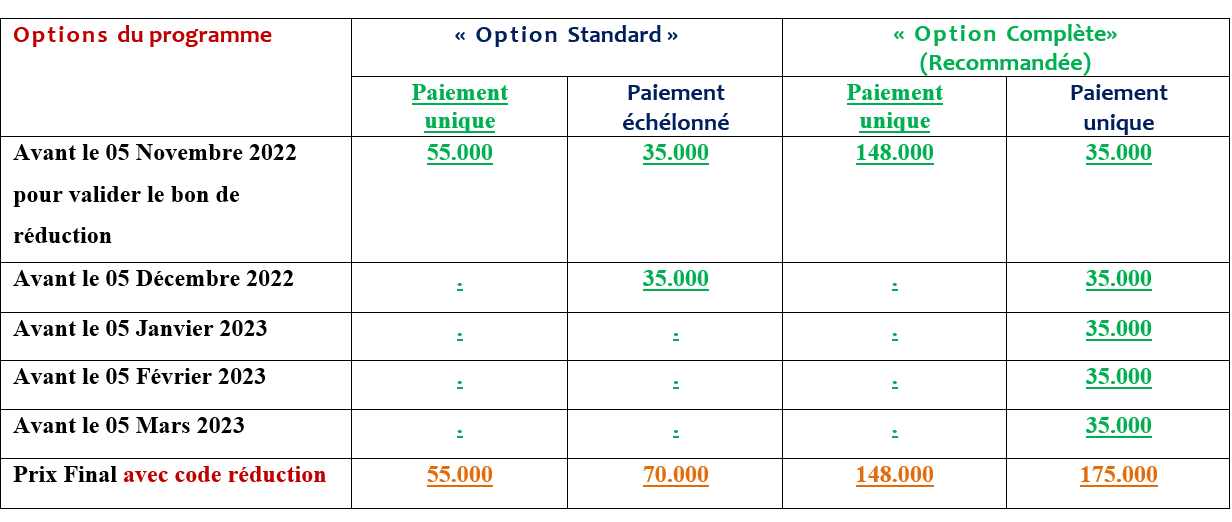 Options du programme
« Option Standard »
« Option Complète»
(Recommandée)
Paiement
unique
Paiement
échélonné
Paiement
unique
Paiement
unique
Avant le 05 Novembre 2022
pour valider le bon de
réduction
55.000
35.000
148.000
35.000
Avant le 05 Décembre 2022
.
35.000
.
35.000
Avant le 05 Janvier 2023
.
.
.
35.000
Avant le 05 Février 2023
.
.
.
35.000
Avant le 05 Mars 2023
.
.
.
35.000
Prix Final avec code réduction
55.000
70.000
148.000
175.000